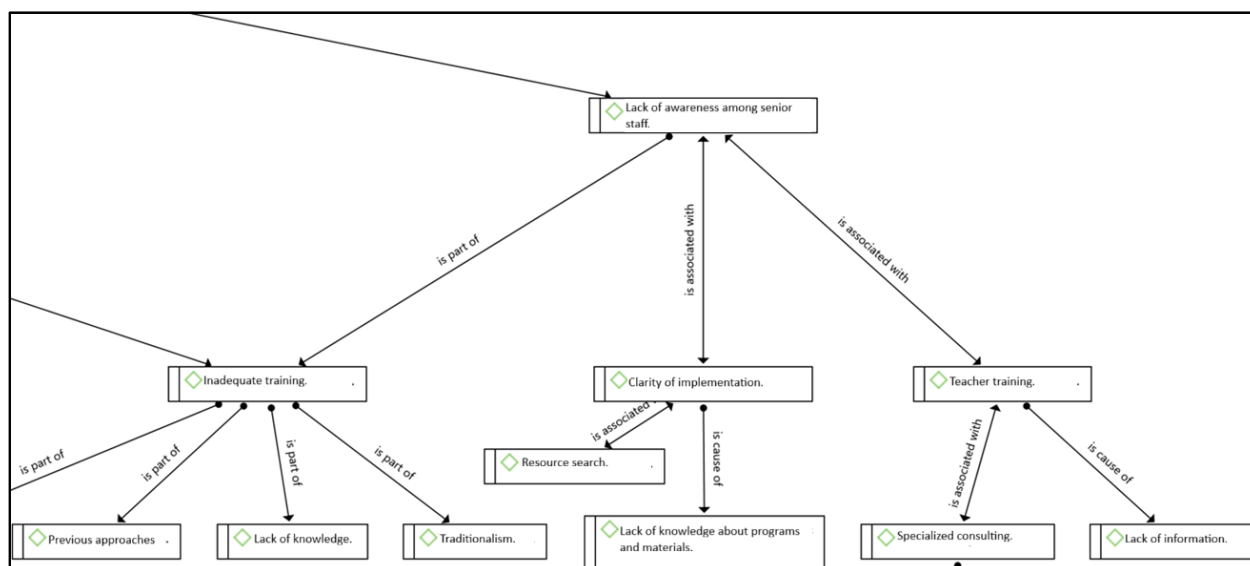 Lack of awareness among senior
staff.
is part of
is associated with
is associated with
Inadequate training.
Clarity of implementation.
Teacher training.
is part of
is part of
is part of
is part of
is associated
is cause of
is associated with
is cause of
Resource search.
Previous approaches
Lack of knowledge.
Traditionalism.
Lack of knowledge about programs
and materials.
Specialized consulting.
Lack of information.